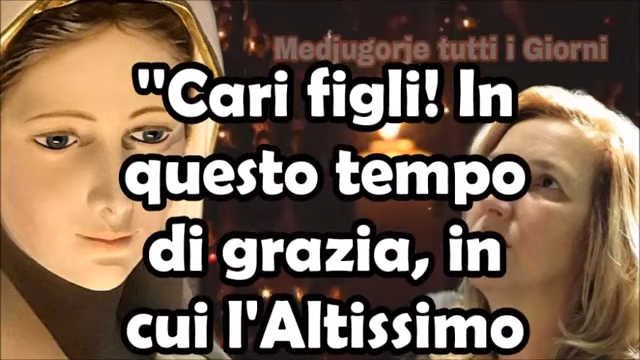 Medjugorje tutti i Giorni
"Cari figli! In
questo tempo
di grazia, in
cui l'Altissimo